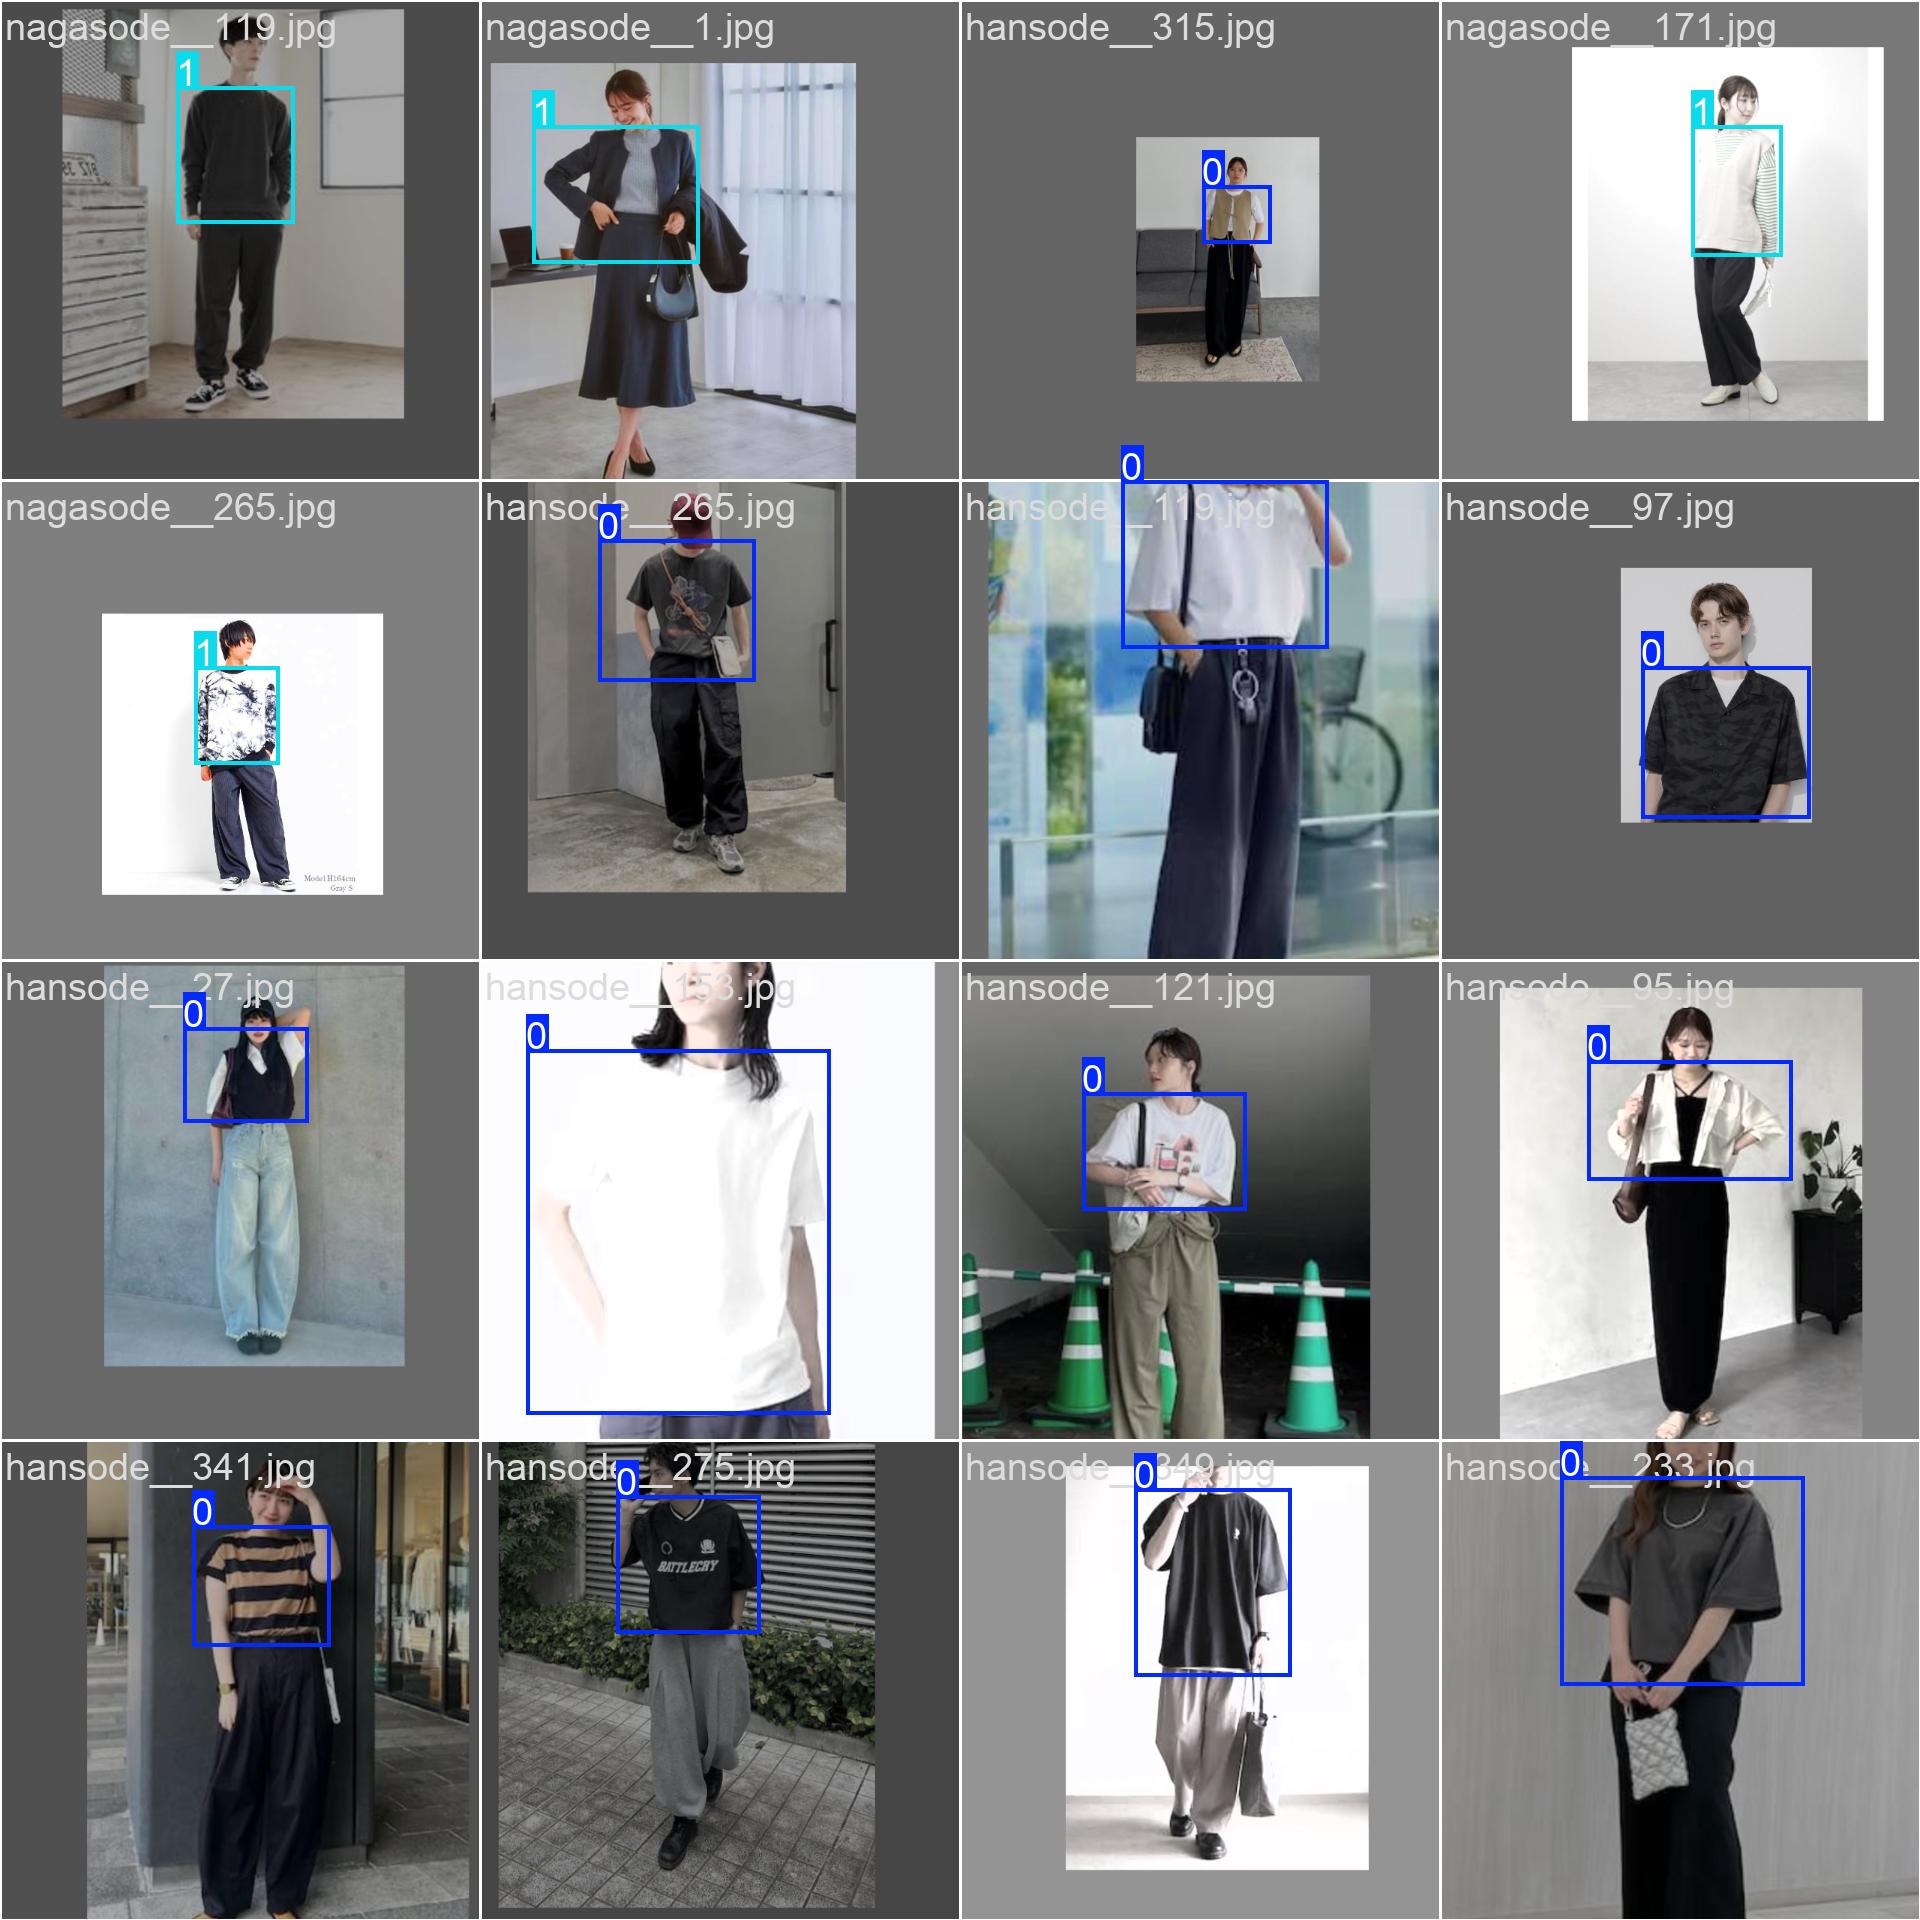 nagasode__119.jpg
1
S.6 578
nagasode__1.jpg
1
hansode__315.jpg
0
nagasode__171.jpg
1
nagasode__265.jpg
1
Model H164cm
Gray S
hansode__265.jpg
0
hansode__119.jpg
0
hansode__97.jpg
0
hansode__27.jpg
0
hansode__153.jpg
0
hansode__121.jpg
0
hansode__95.jpg
0
hansode__341.jpg
0
hansode__275.jpg
0
BATTLECRY
hansode__349.jpg
0
hansode__233.jpg
0